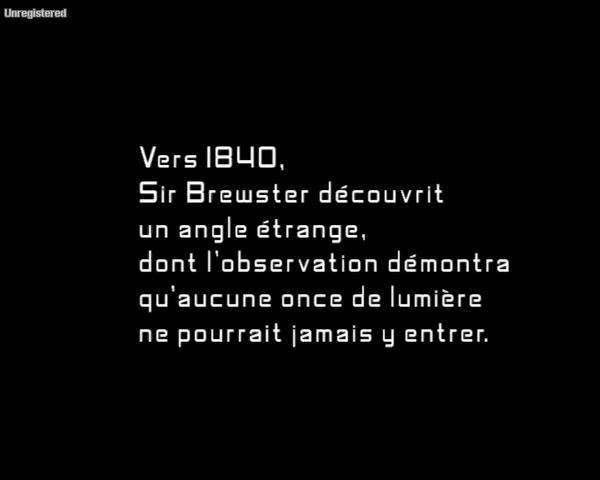 Unregistered
Vers 1840,
Sir Brewster découvrit
un angle étrange,
dont l'observation démontra
qu'aucune once de lumière
ne pourrait jamais y entrer.